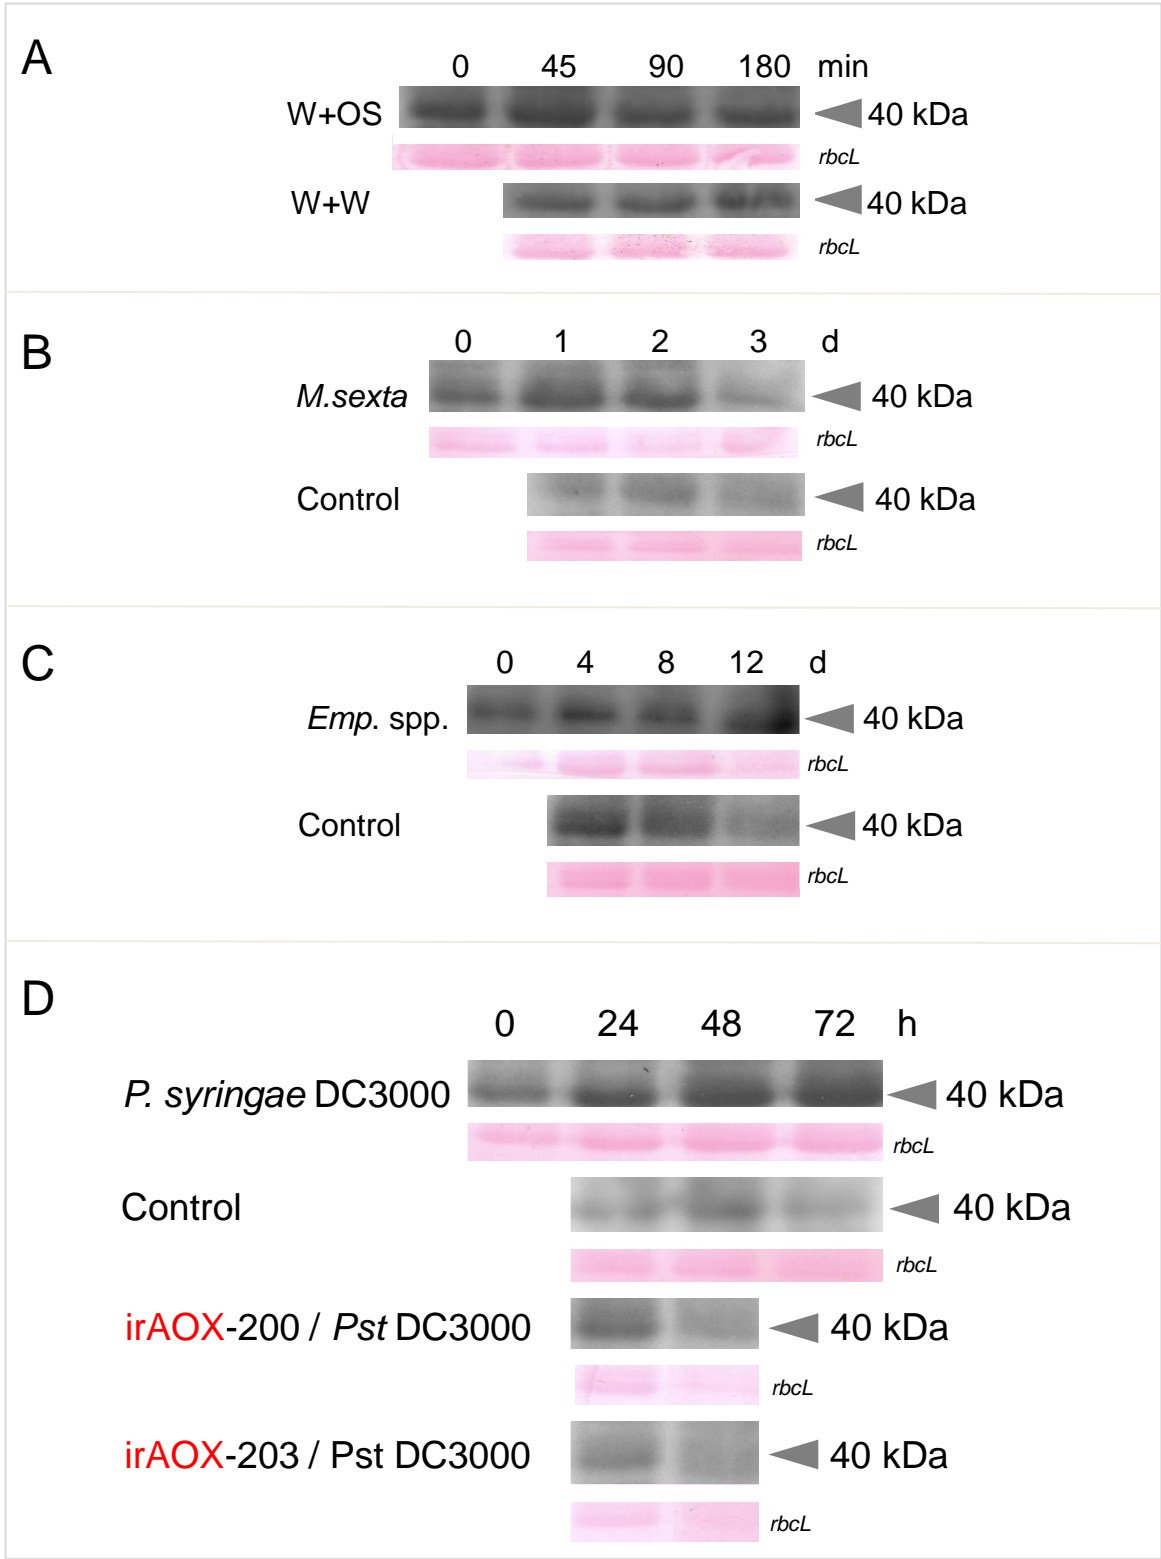 A
0 45 90 180 min
W+OS 40 kDa
rbcL
W+W 40 kDa
rbcL
B
0 1 2 3 d
M.sexta 40 kDa
rbcL
Control 40 kDa
rbcL
C
0 4 8 12 d
Emp. spp. 40 kDa
rbcL
Control 40 kDa
rbcL
D
0 24 48 72 h
P. syringae DC3000 40 kDa
rbcL
Control 40 kDa
rbcL
irAOX-200 / Pst DC3000 40 kDa
rbcL
irAOX-203 / Pst DC3000 40 kDa
rbcL